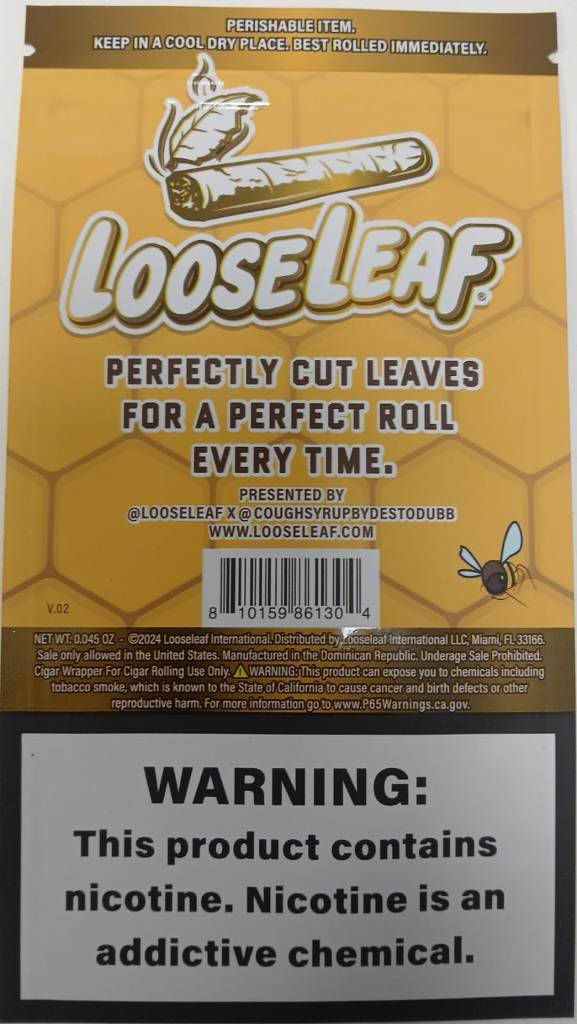 PERISHABLE ITEM.
KEEP IN A COOL DRY PLACE. BEST ROLLED IMMEDIATELY.
LOOSELEAF®
PERFECTLY CUT LEAVES
FOR A PERFECT ROLL
EVERY TIME.
PRESENTED BY
@LOOSELEAF X @COUGHSYRUPBYDESTODUBB
WWW.LOOSELEAF.COM
8 10159 86130 4
V.02
NET WT. 0.045 OZ - ©2024 Looseleaf International. Distributed by Looseleaf International LLC, Miami, FL 33166.
Sale only allowed in the United States. Manufactured in the Dominican Republic. Underage Sale Prohibited.
Cigar Wrapper For Cigar Rolling Use Only. ⚠ WARNING: This product can expose you to chemicals including
tobacco smoke, which is known to the State of California to cause cancer and birth defects or other
reproductive harm. For more information go to www.P65Warnings.ca.gov.
WARNING:
This product contains
nicotine. Nicotine is an
addictive chemical.